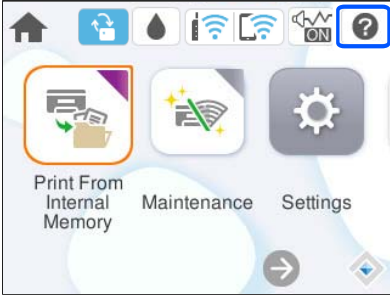 ON
?
Print From
Internal
Memory
Maintenance
Settings